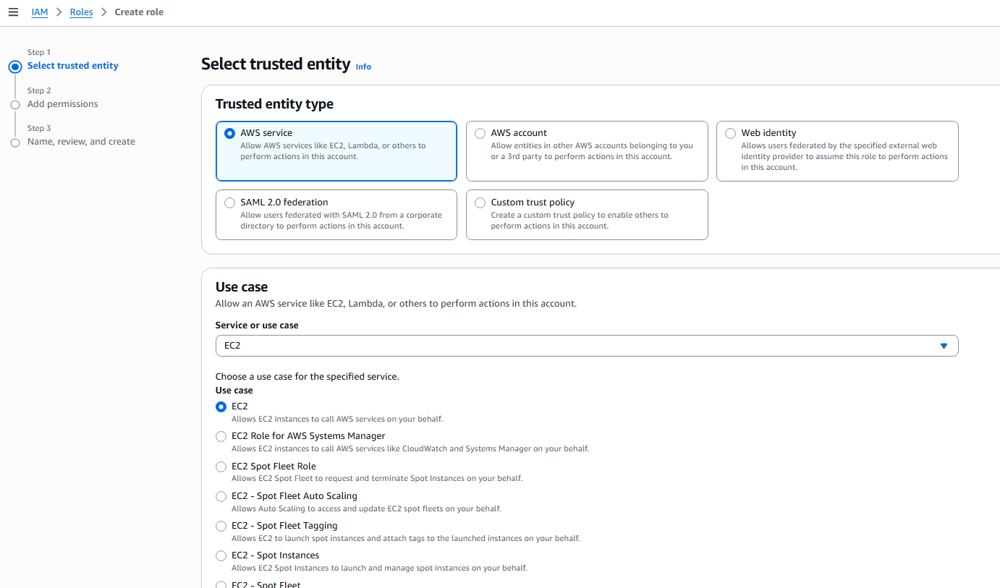 IAM > Roles > Create role
Step 1
Select trusted entity
Step 2
Add permissions
Step 3
Name, review, and create
Select trusted entity Info
Trusted entity type
AWS service
Allow AWS services like EC2, Lambda, or others to
perform actions in this account.
AWS account
Allow entities in other AWS accounts belonging to you
or a 3rd party to perform actions in this account.
Web identity
Allows users federated by the specified external web
identity provider to assume this role to perform actions
in this account.
SAML 2.0 federation
Allow users federated with SAML 2.0 from a corporate
directory to perform actions in this account.
Custom trust policy
Create a custom trust policy to enable others to
perform actions in this account.
Use case
Allow an AWS service like EC2, Lambda, or others to perform actions in this account.
Service or use case
EC2
Choose a use case for the specified service.
Use case
EC2
Allows EC2 instances to call AWS services on your behalf.
EC2 Role for AWS Systems Manager
Allows EC2 instances to call AWS services like CloudWatch and Systems Manager on your behalf.
EC2 Spot Fleet Role
Allows EC2 Spot Fleet to request and terminate Spot Instances on your behalf.
EC2 - Spot Fleet Auto Scaling
Allows Auto Scaling to access and update EC2 spot fleets on your behalf.
EC2 - Spot Fleet Tagging
Allows EC2 to launch spot instances and attach tags to the launched instances on your behalf.
EC2 - Spot Instances
Allows EC2 Spot Instances to launch and manage spot instances on your behalf.
EC2 - Spot Fleet